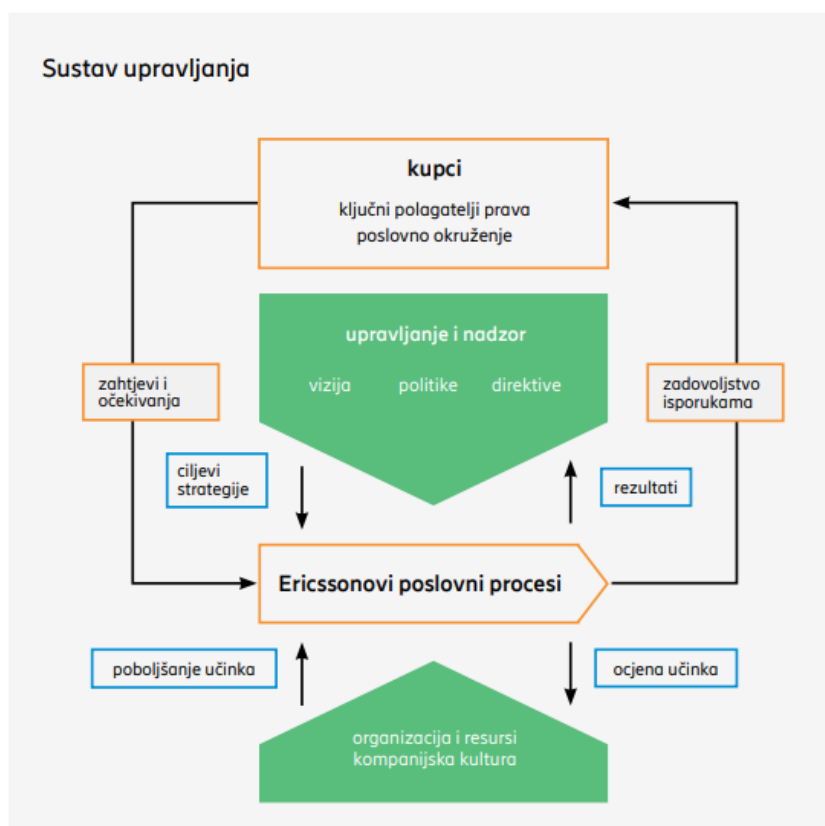 Sustav upravljanja
kupci
ključni polagatelji prava
poslovno okruženje
upravljanje i nadzor
vizija politike direktive
zahtjevi i
očekivanja
zadovoljstvo
isporukama
ciljevi
strategije
rezultati
Ericssonovi poslovni procesi
poboljšanje učinka
ocjena učinka
organizacija i resursi
kompanijska kultura